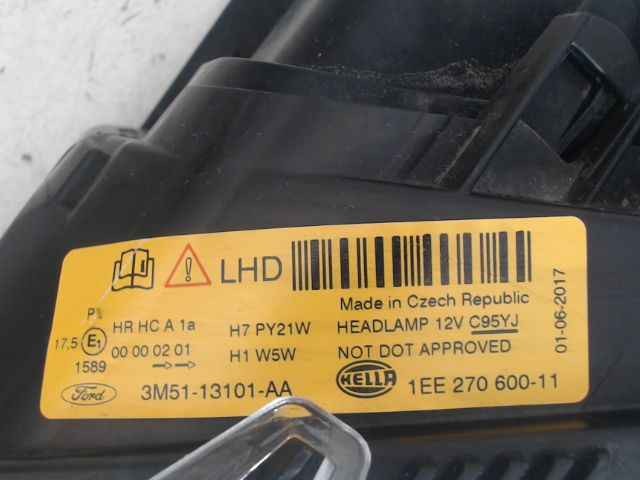 LHD
Made in Czech Republic
HR HC A 1a H7 PY21W HEADLAMP 12V C95YJ
17,5 E1 00 00 02 01 H1 W5W NOT DOT APPROVED
1589
Ford 3M51-13101-AA HELLA 1EE 270 600-11
01-06-2017